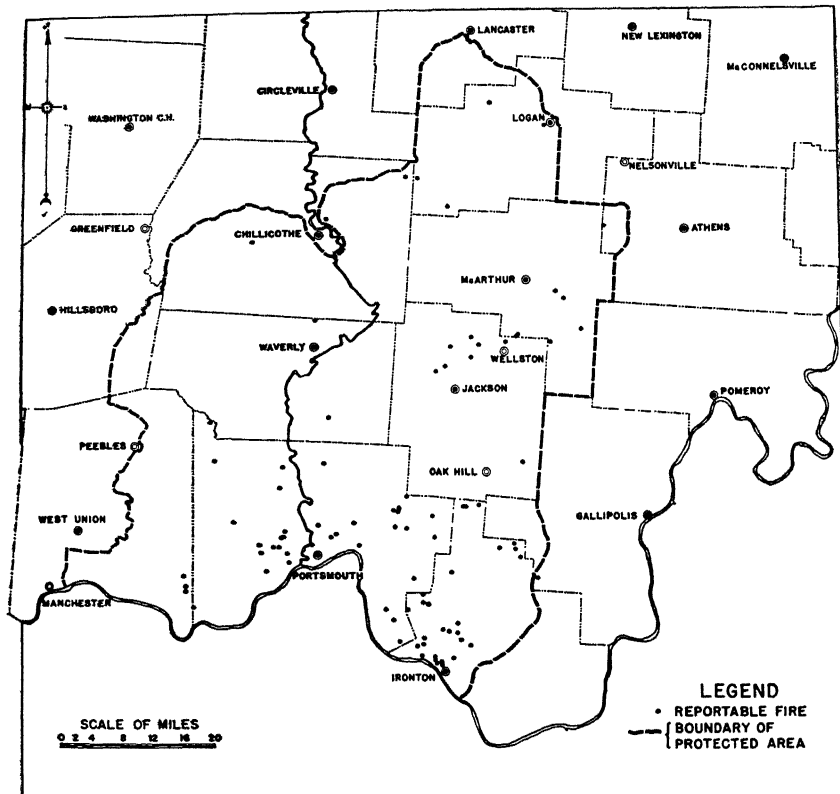 LANCASTER
NEW LEXINGTON
McCONNELSVILLE
CIRCLEVILLE
WASHINGTON C.H.
LOGAN
NELSONVILLE
GREENFIELD
CHILLICOTHE
ATHENS
McARTHUR
HILLSBORO
WAVERLY
WELLSTON
JACKSON
POMEROY
PEEBLES
OAK HILL
GALLIPOLIS
WEST UNION
PORTSMOUTH
MANCHESTER
IRONTON
LEGEND
REPORTABLE FIRE
BOUNDARY OF
PROTECTED AREA
SCALE OF MILES
0 2 4 8 12 16 20